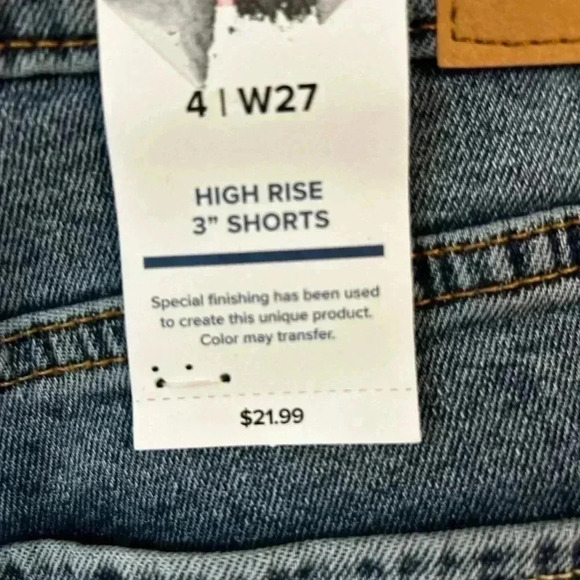 4 | W27
HIGH RISE
3" SHORTS
Special finishing has been used
to create this unique product.
Color may transfer.
$21.99